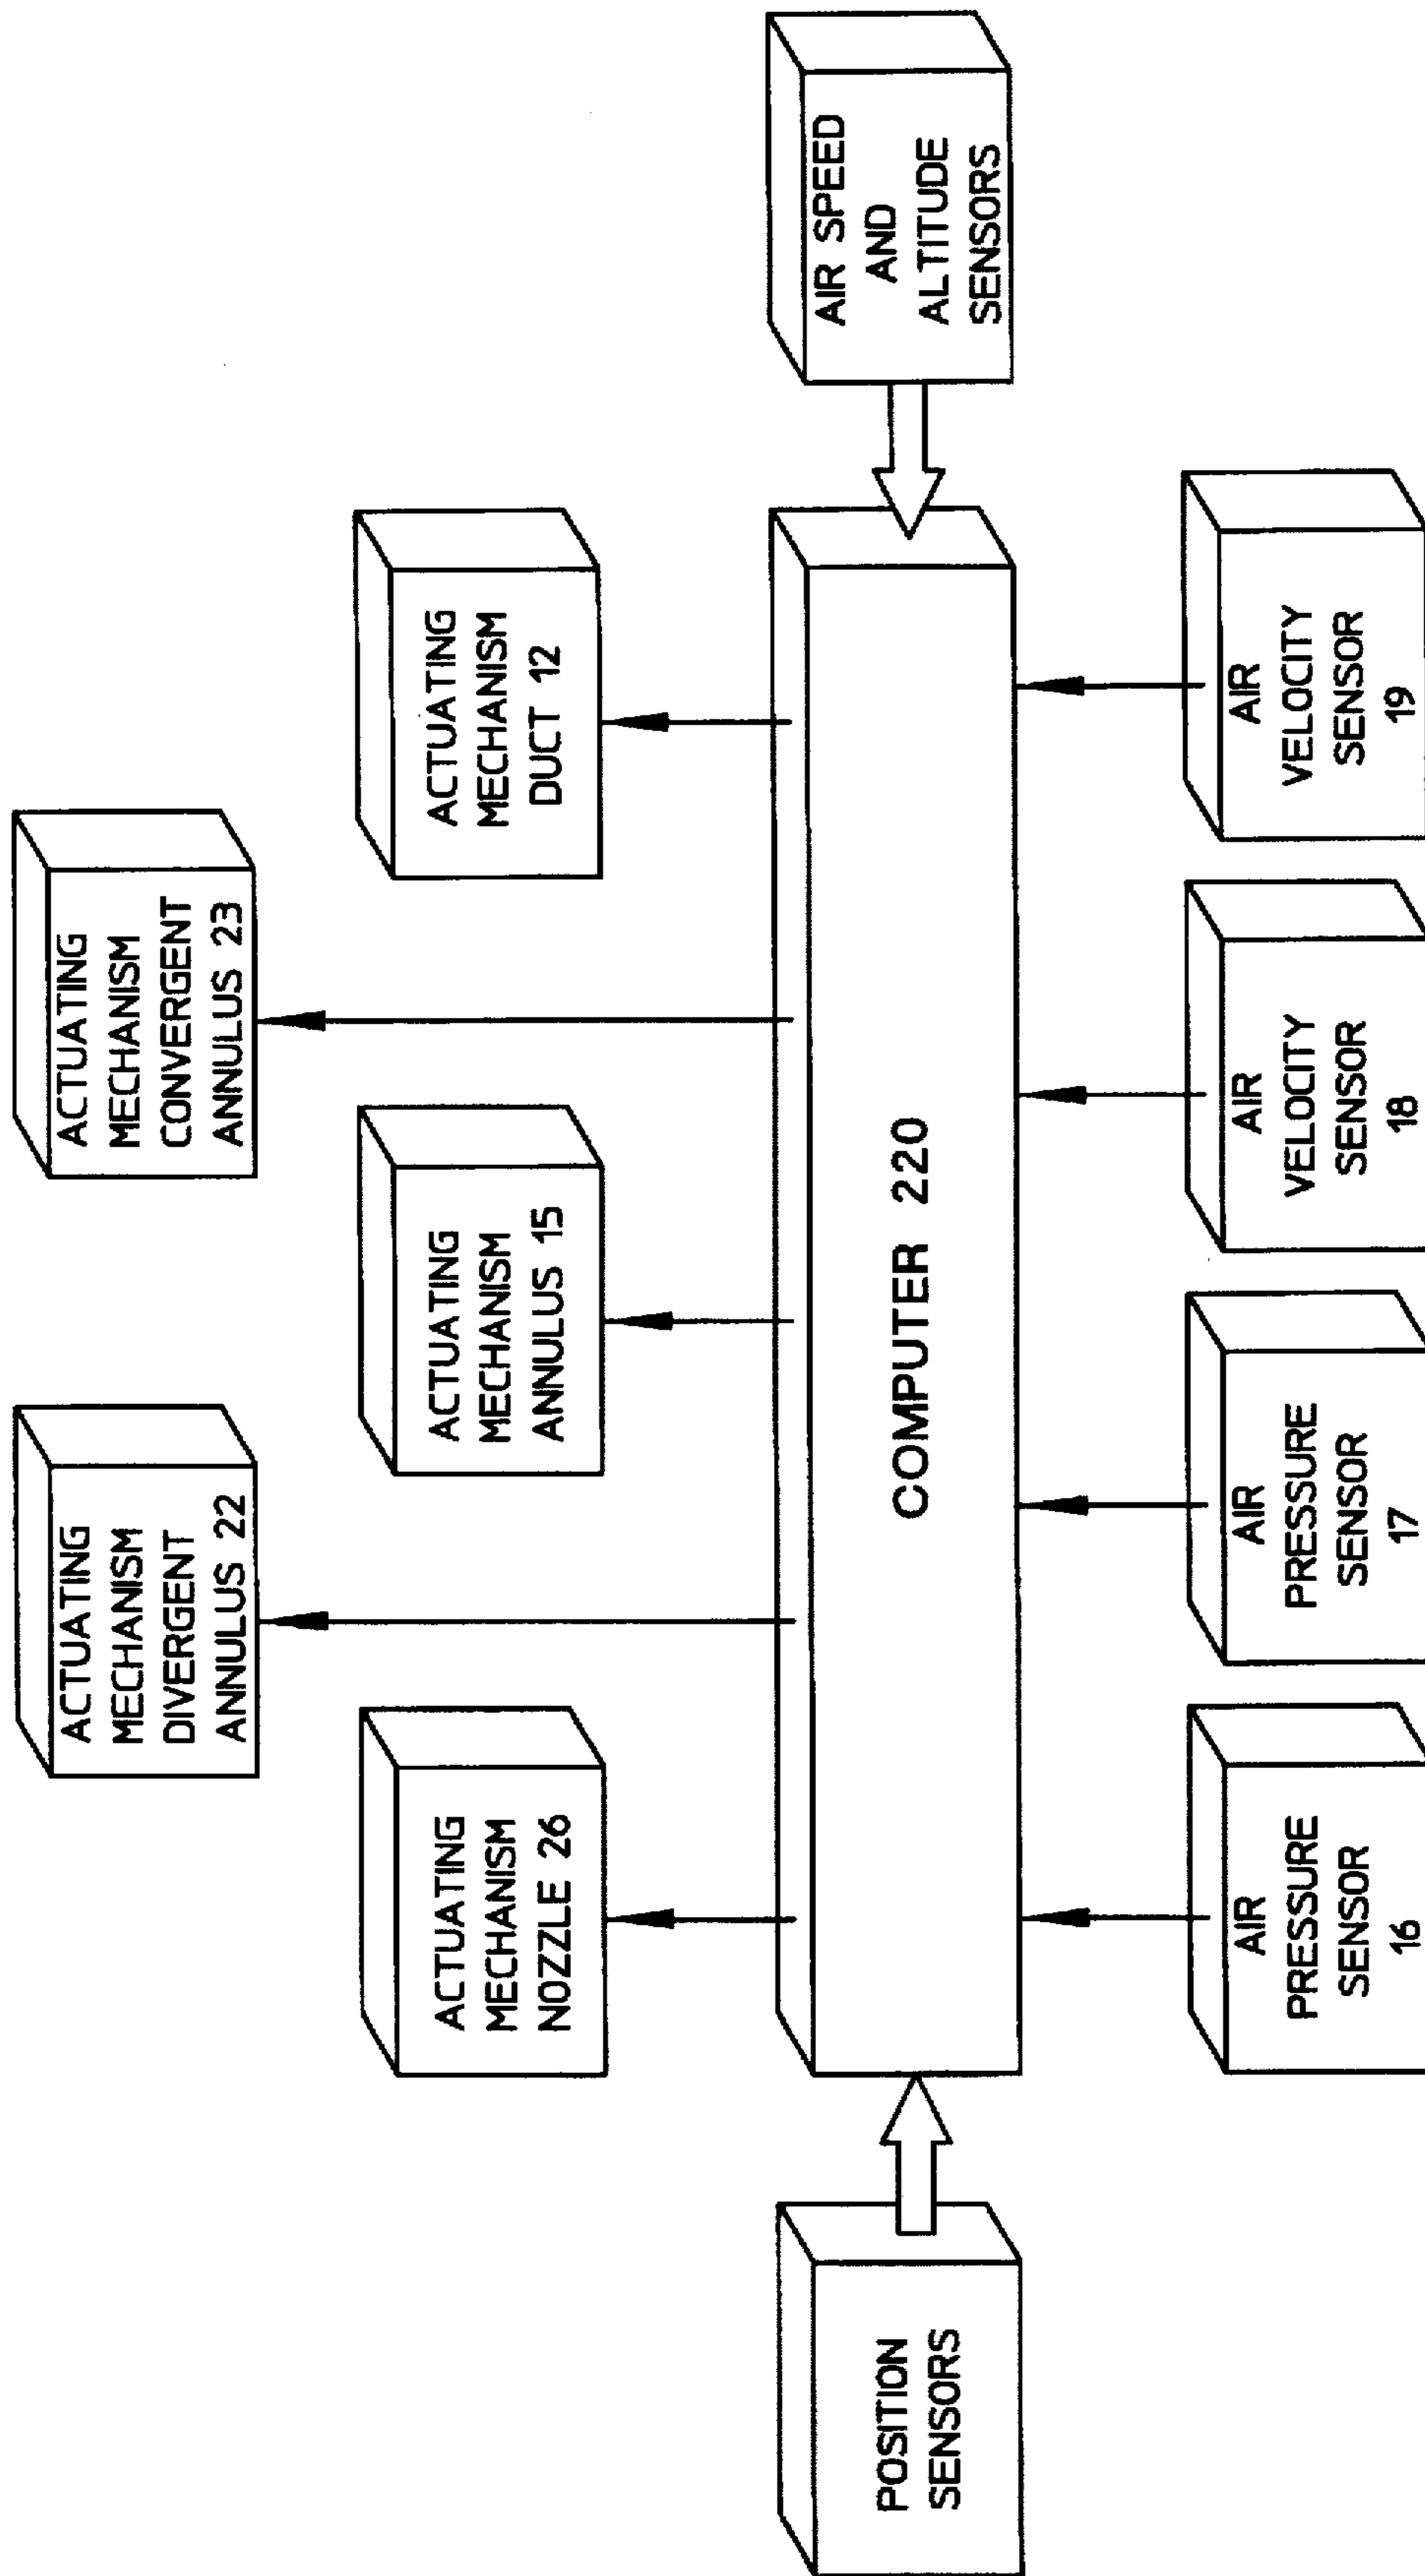 ACTUATING
MECHANISM
DIVERGENT
ANNULUS 22
ACTUATING
MECHANISM
CONVERGENT
ANNULUS 23
ACTUATING
MECHANISM
NOZZLE 26
ACTUATING
MECHANISM
ANNULUS 15
ACTUATING
MECHANISM
DUCT 12
POSITION
SENSORS
COMPUTER 220
AIR SPEED
AND
ALTITUDE
SENSORS
AIR
PRESSURE
SENSOR
16
AIR
PRESSURE
SENSOR
17
AIR
VELOCITY
SENSOR
18
AIR
VELOCITY
SENSOR
19